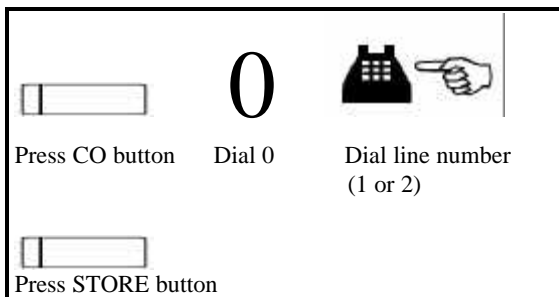 0
Press CO button Dial 0 Dial line number
(1 or 2)
Press STORE button